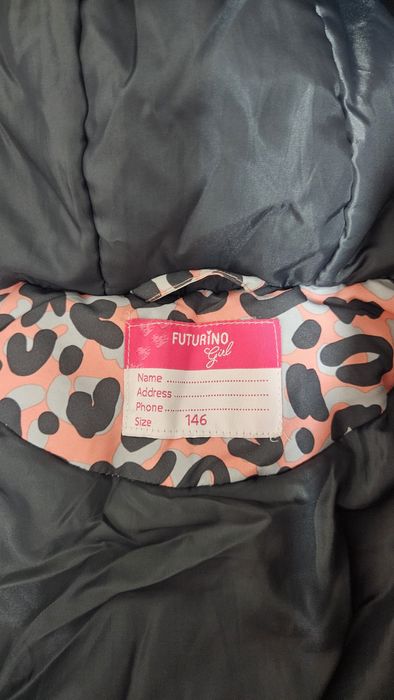 FUTURINO
Girl
Name ..............................
Address ...........................
Phone..............................
Size 146